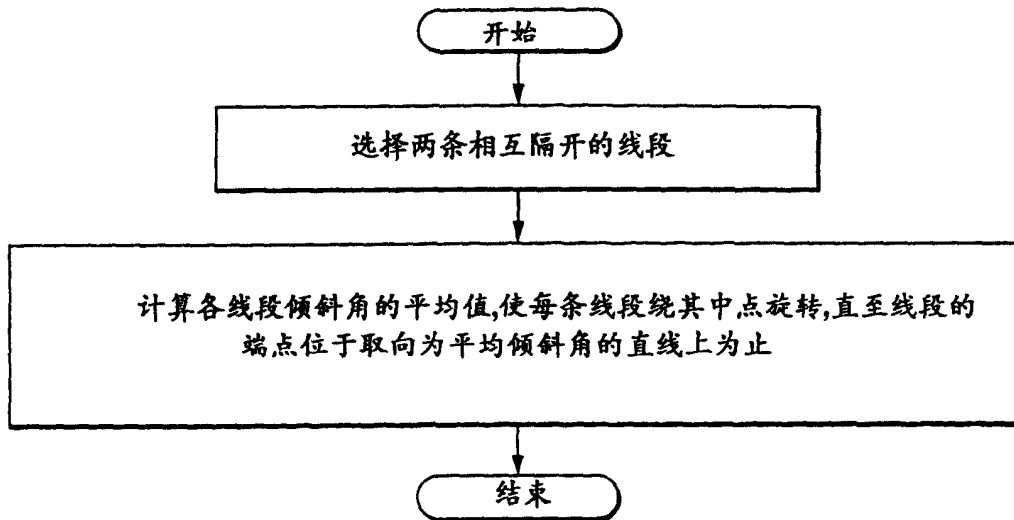 开始
选择两条相互隔开的线段
计算各线段倾斜角的平均值,使每条线段绕其中点旋转,直至线段的
端点位于取向为平均倾斜角的直线上为止
结束